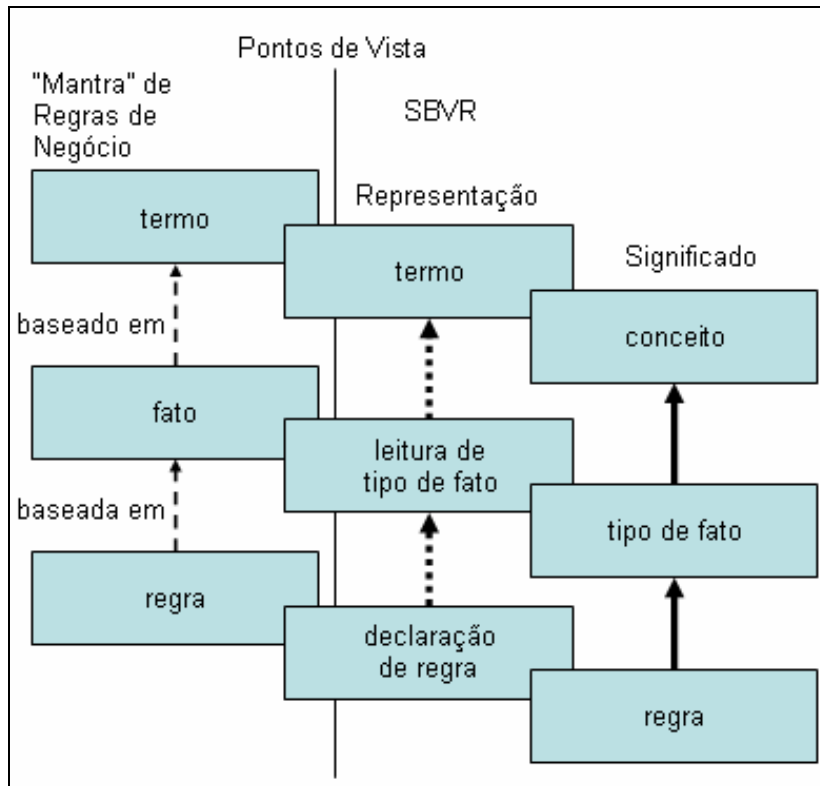 Pontos de Vista
"Mantra" de
Regras de
Negócio
SBVR
Representação
Significado
termo
termo
conceito
baseado em
fato
leitura de
tipo de fato
tipo de fato
baseada em
regra
declaração
de regra
regra